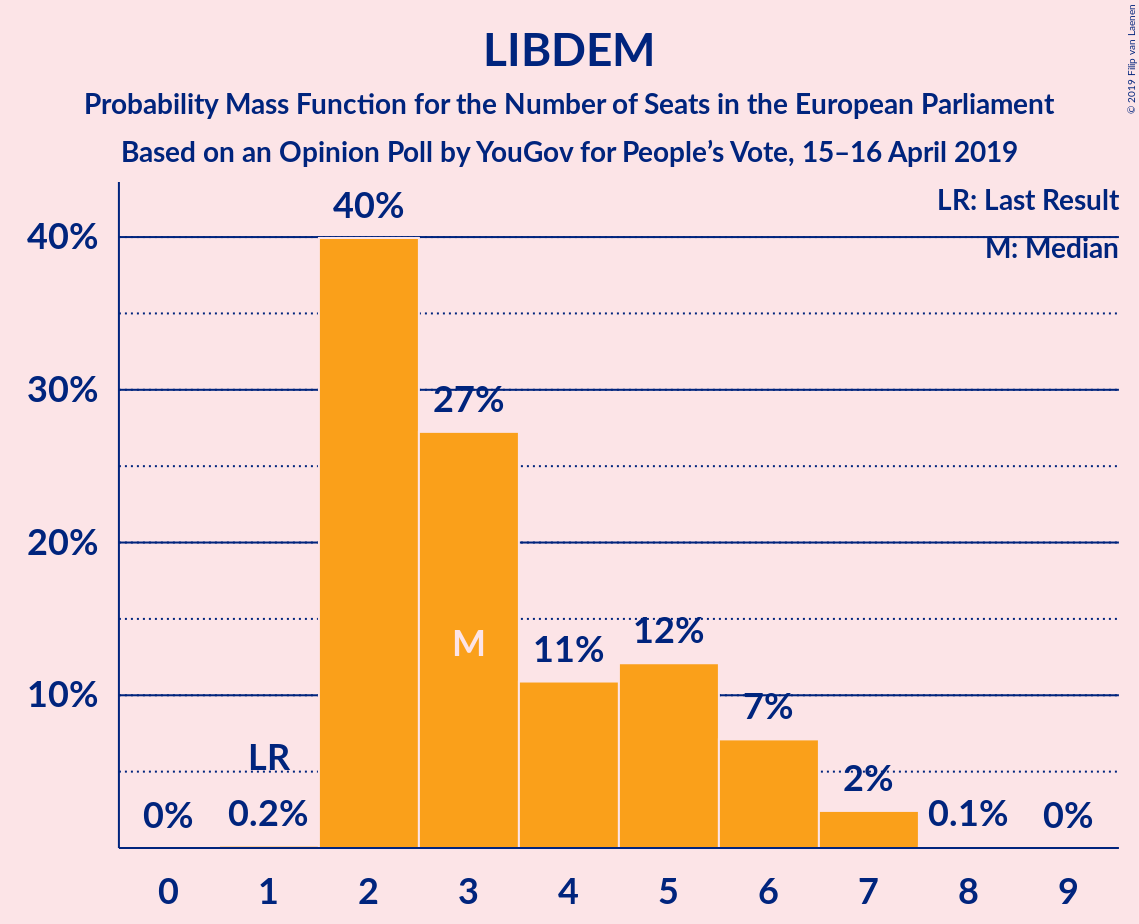 LIBDEM
Probability Mass Function for the Number of Seats in the European Parliament
Based on an Opinion Poll by YouGov for People’s Vote, 15–16 April 2019
© 2019 Filip van Laenen
LR: Last Result
M: Median
40%
30%
20%
10%
0%
LR
0.2%
40%
27%
M
11%
12%
7%
2%
0.1%
0%
0 1 2 3 4 5 6 7 8 9